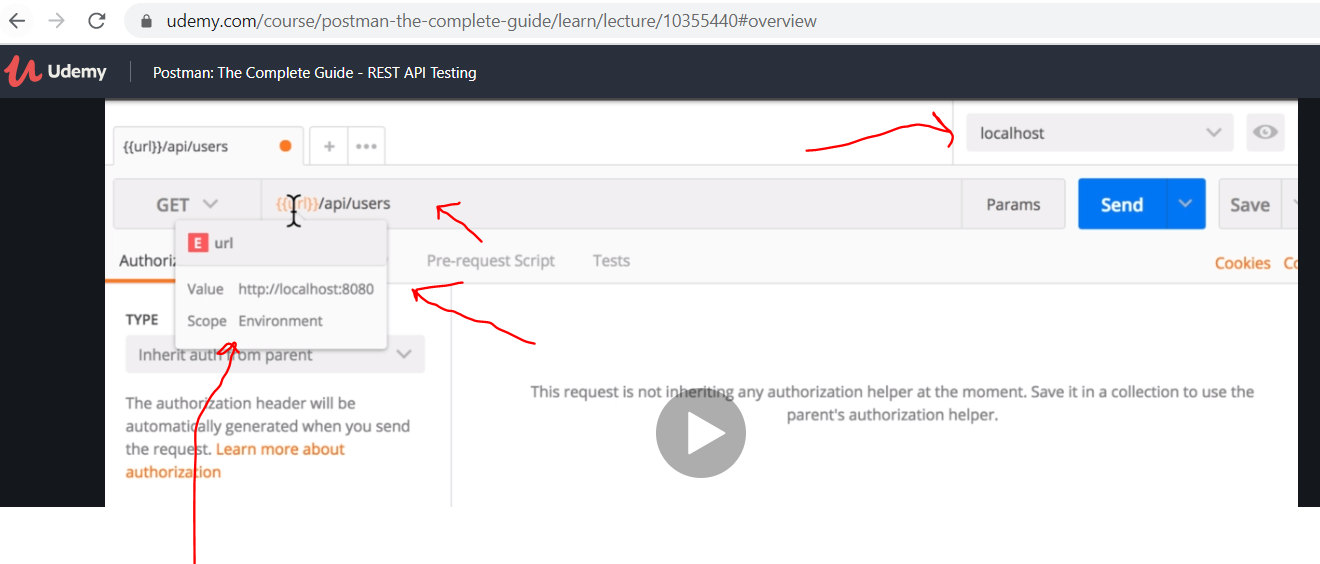 udemy.com/course/postman-the-complete-guide/learn/lecture/10355440#overview
Udemy Postman: The Complete Guide - REST API Testing
{{url}}/api/users + ••• localhost
GET {{url}}/api/users Params Send Save
E url
Authoriz Pre-request Script Tests Cookies Co
Value http://localhost:8080
TYPE Scope Environment
Inherit auth from parent
This request is not inheriting any authorization helper at the moment. Save it in a collection to use the
parent's authorization helper.
The authorization header will be
automatically generated when you send
the request. Learn more about
authorization